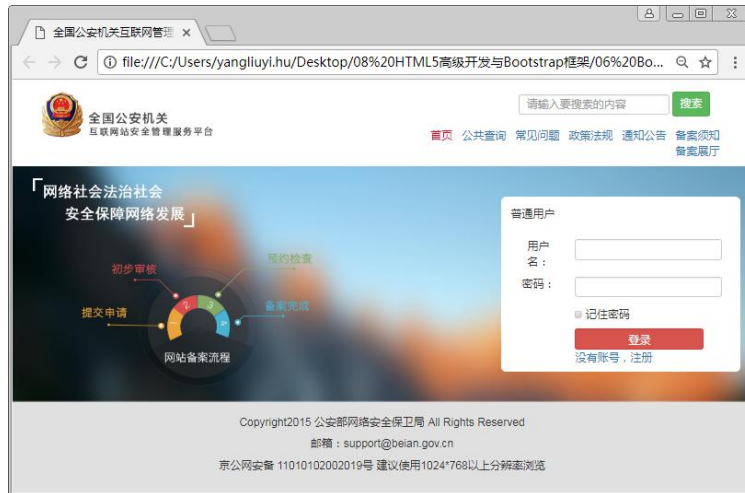 全国公安机关互联网管理
file:///C:/Users/yangliuyi.hu/Desktop/08%20HTML5高级开发与Bootstrap框架/06%20Bo...
全国公安机关
互联网站安全管理服务平台
请输入要搜索的内容 搜索
首页 公共查询 常见问题 政策法规 通知公告 备案须知
备案展厅
「网络社会法治社会
安全保障网络发展」
普通用户
用户
名：
密码：
记住密码
登录
没有账号，注册
初步审核
预约检查
提交申请
备案完成
1 2 3 4
网站备案流程
Copyright2015 公安部网络安全保卫局 All Rights Reserved
邮箱：support@beian.gov.cn
京公网安备 11010102002019号 建议使用1024*768以上分辨率浏览